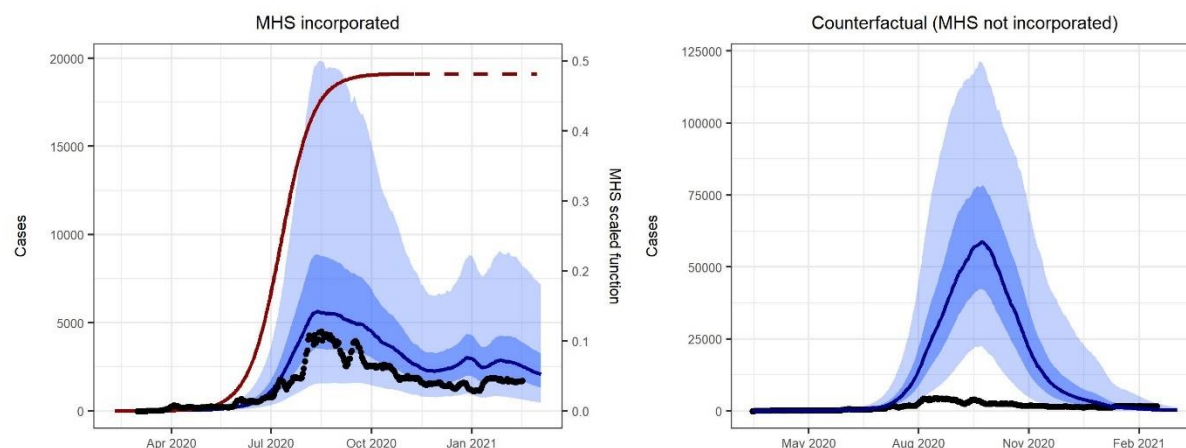 MHS incorporated
20000
15000
10000
5000
0
Cases
0.5
0.4
0.3
0.2
0.1
0.0
MHS scaled function
Apr 2020
Jul 2020
Oct 2020
Jan 2021
Counterfactual (MHS not incorporated)
125000
100000
75000
50000
25000
0
Cases
May 2020
Aug 2020
Nov 2020
Feb 2021